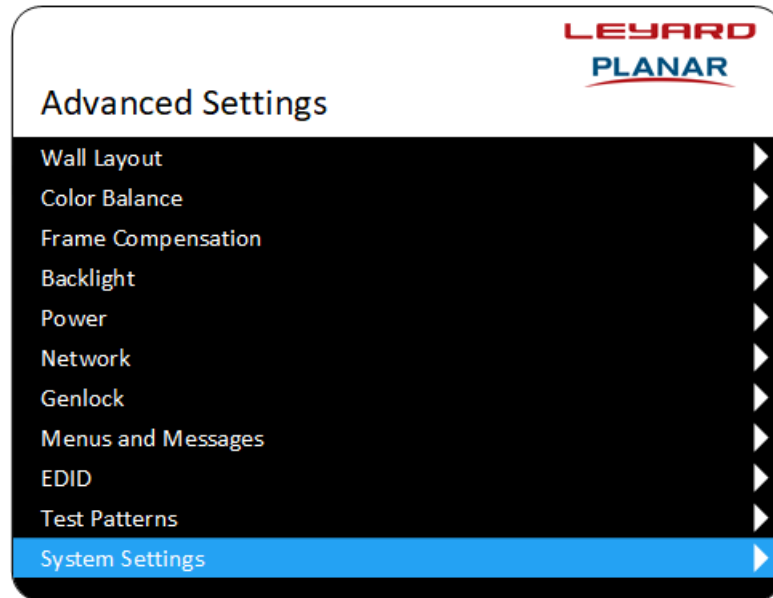 LEYARD
PLANAR
Advanced Settings
Wall Layout
Color Balance
Frame Compensation
Backlight
Power
Network
Genlock
Menus and Messages
EDID
Test Patterns
System Settings